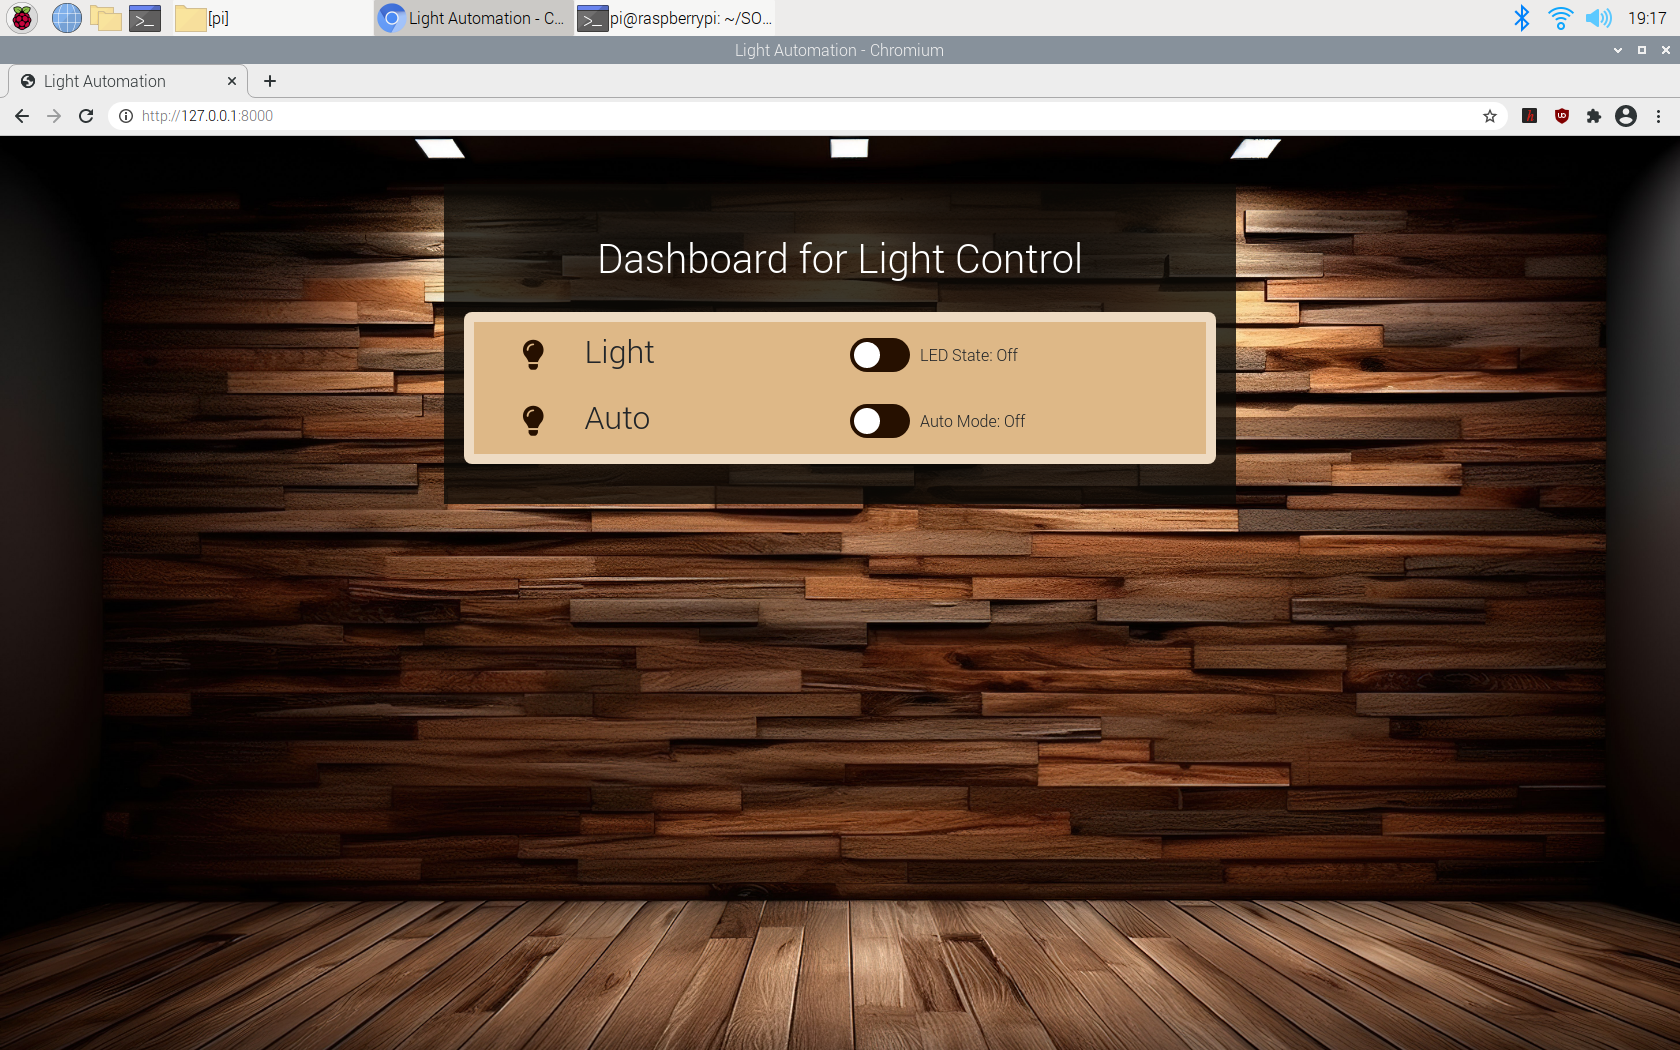 [pi]
Light Automation - C...
pi@raspberrypi: ~/SO...
19:17
Light Automation - Chromium
Light Automation
http://127.0.0.1:8000
Dashboard for Light Control
Light
LED State: Off
Auto
Auto Mode: Off